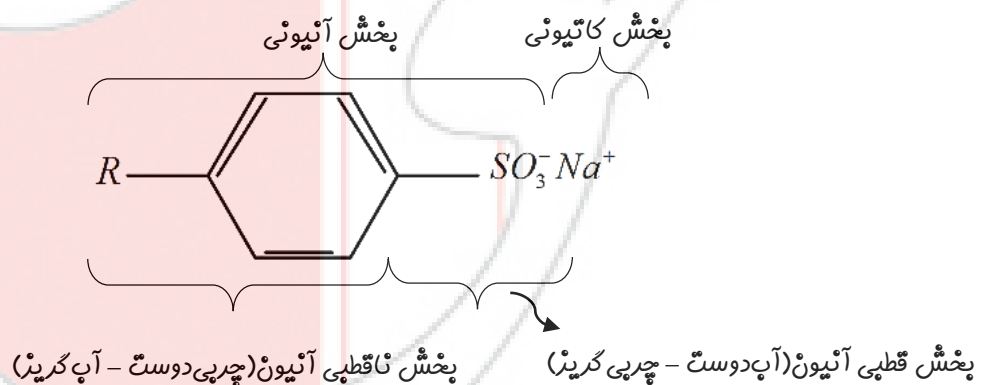 بخش کاتیونی
بخش آنیونی
R SO₃⁻ Na⁺
بخش قطبی آنیون(آب‌دوست – چربی‌گریز)
بخش ناقطبی آنیون(چربی‌دوست – آب‌گریز)